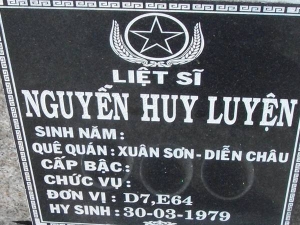 LIỆT SĨ
NGUYỄN HUY LUYỆN
SINH NĂM :
QUÊ QUÁN : XUÂN SƠN - DIỄN CHÂU
CẤP BẬC :
CHỨC VỤ :
ĐƠN VỊ : D7,E64
HY SINH : 30-03-1979